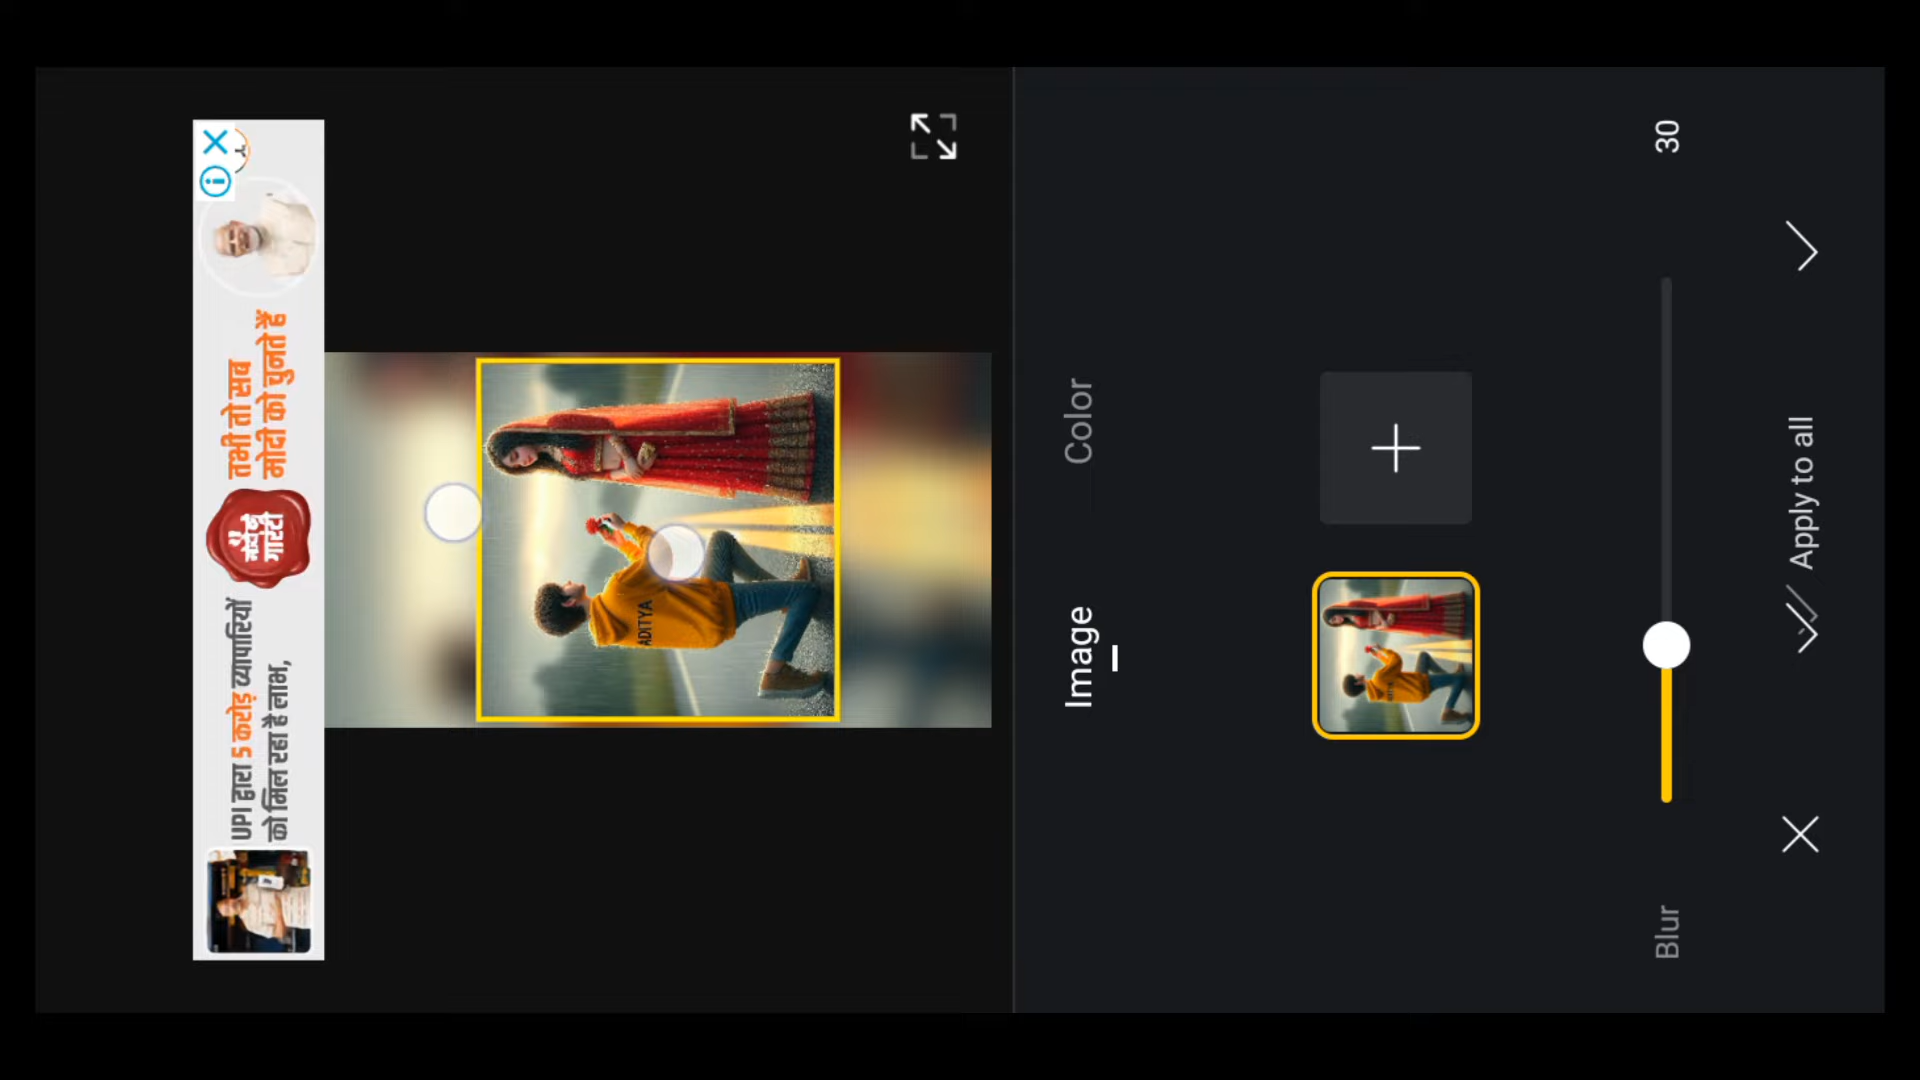 UPI द्वारा 5 करोड़ व्यापारियों
को मिल रहा है लाभ,
मोदी की
गारंटी
तभी तो सब
मोदी को चुनते हैं
ADITYA
Image
Color
Blur
30
Apply to all